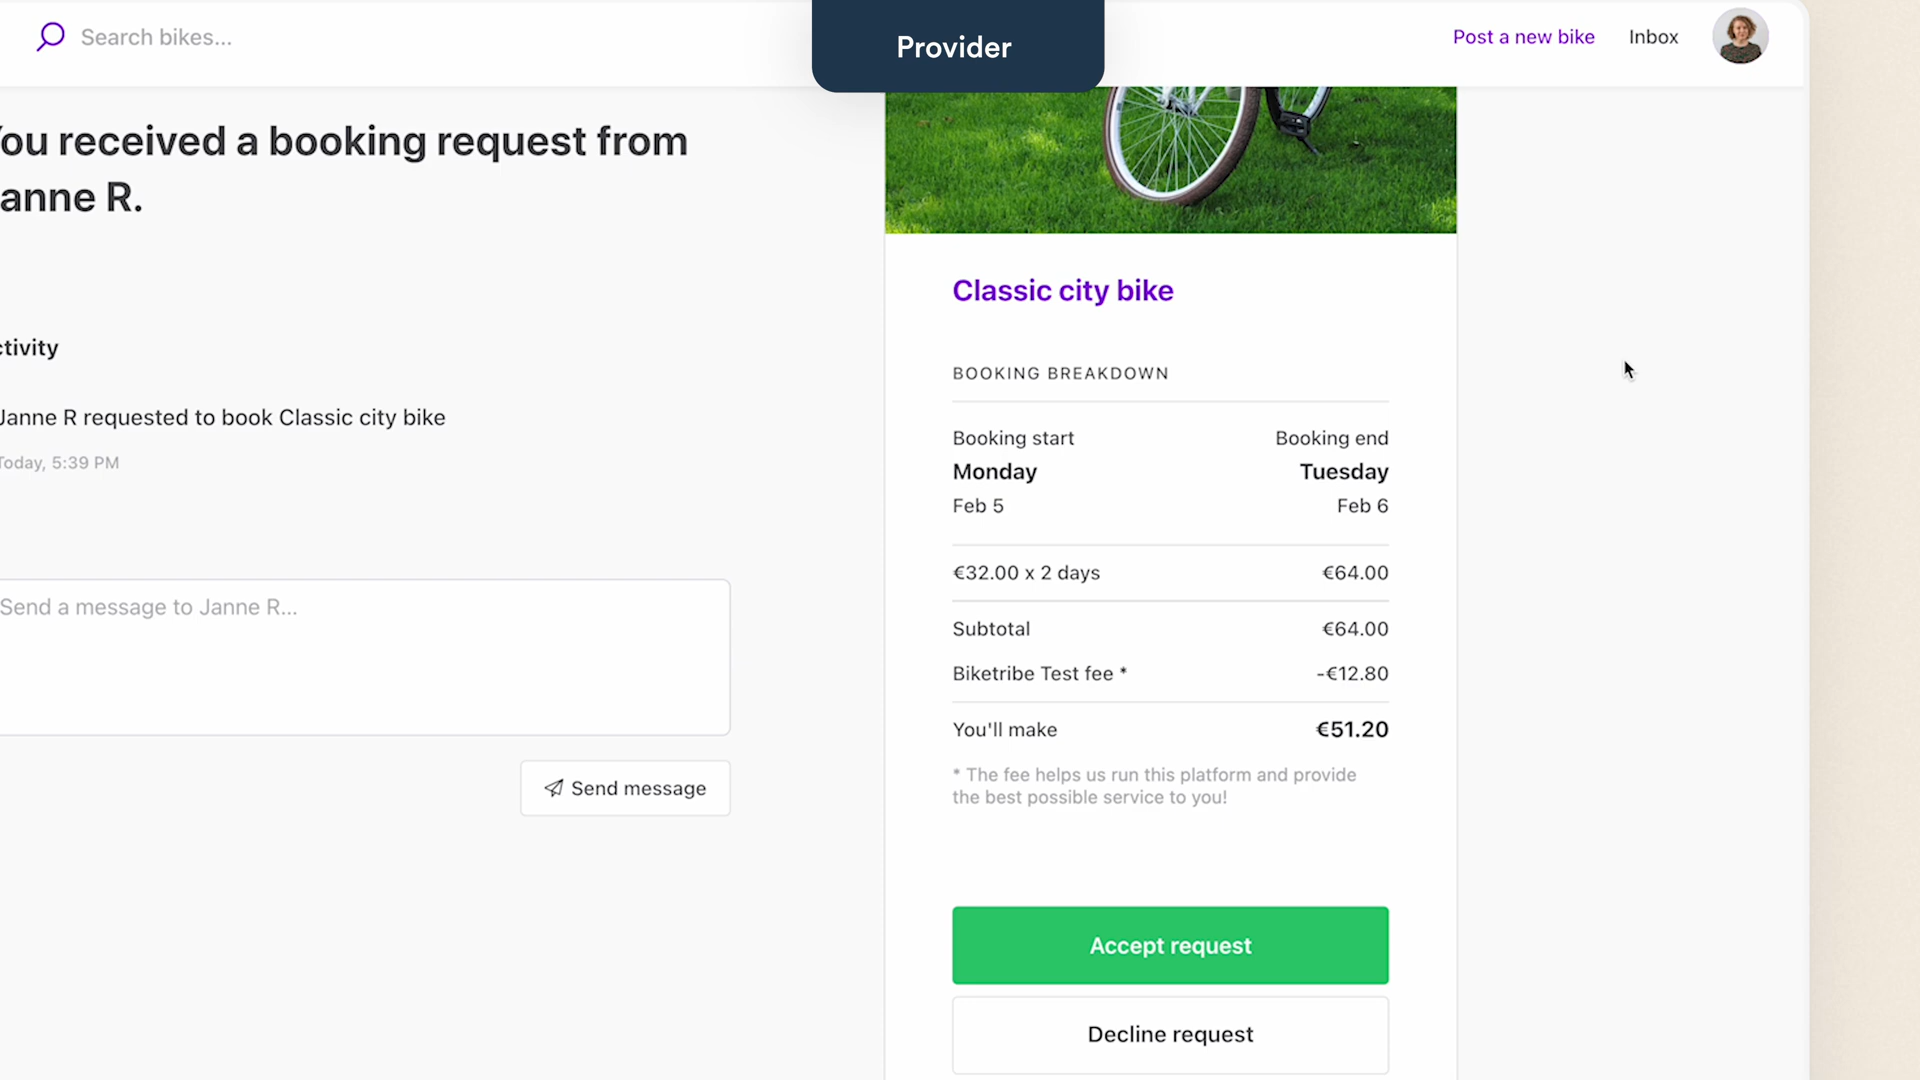 Search bikes...
Provider
Post a new bike
Inbox
ou received a booking request from
anne R.
ctivity
Janne R requested to book Classic city bike
Today, 5:39 PM
Send a message to Janne R...
Send message
Classic city bike
BOOKING BREAKDOWN
Booking start Booking end
Monday Tuesday
Feb 5 Feb 6
€32.00 x 2 days €64.00
Subtotal €64.00
Biketribe Test fee * -€12.80
You'll make €51.20
* The fee helps us run this platform and provide
the best possible service to you!
Accept request
Decline request